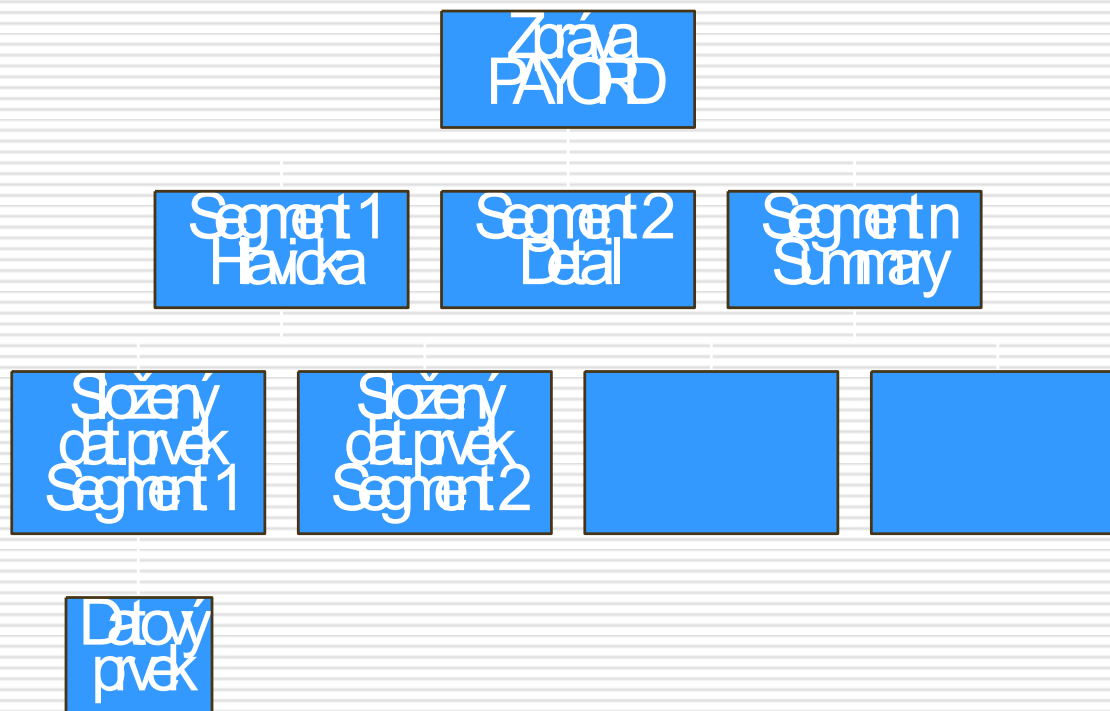 Zpráva
PAYORD
Segment 1
Hlavicka
Segment 2
Detail
Segment n
Summary
Složený
dat.prvek
Segment 1
Složený
dat.prvek
Segment 2
Datový
prvek